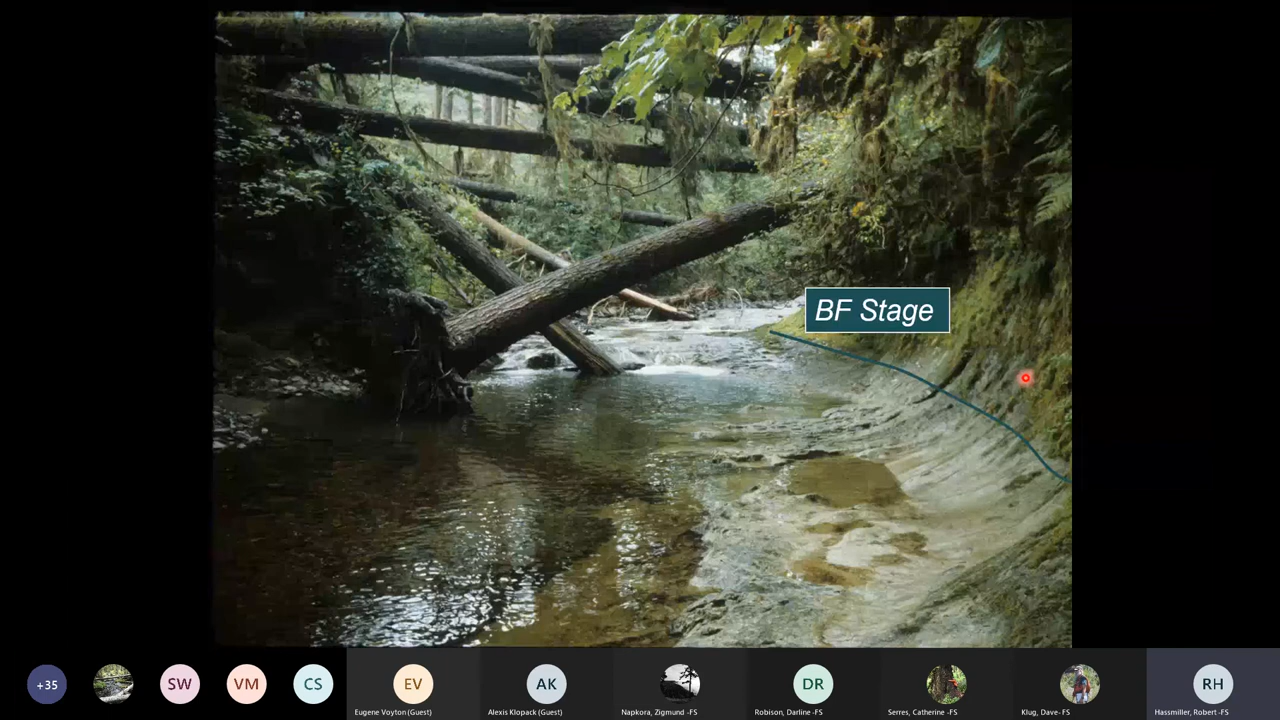 BF Stage
+35
SW
VM
CS
EV
AK
DR
RH
Eugene Voyton (Guest)
Alexis Klopack (Guest)
Napkora, Zigmund -FS
Robison, Darline -FS
Serres, Catherine -FS
Klug, Dave- FS
Hassmiller, Robert -FS